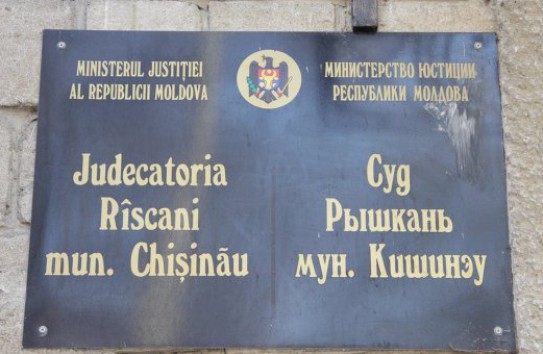 MINISTERUL JUSTIȚIEI
AL REPUBLICII MOLDOVA
Judecatoria
Rîscani
mun. Chișinău
МИНИСТЕРСТВО ЮСТИЦИИ
РЕСПУБЛИКИ МОЛДОВА
Суд
Рышкань
мун. Кишинэу